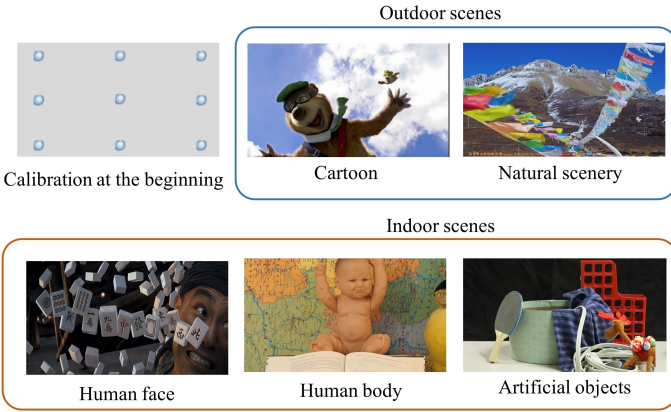 Outdoor scenes
Calibration at the beginning
Cartoon
Natural scenery
Indoor scenes
Human face
Human body
Artificial objects